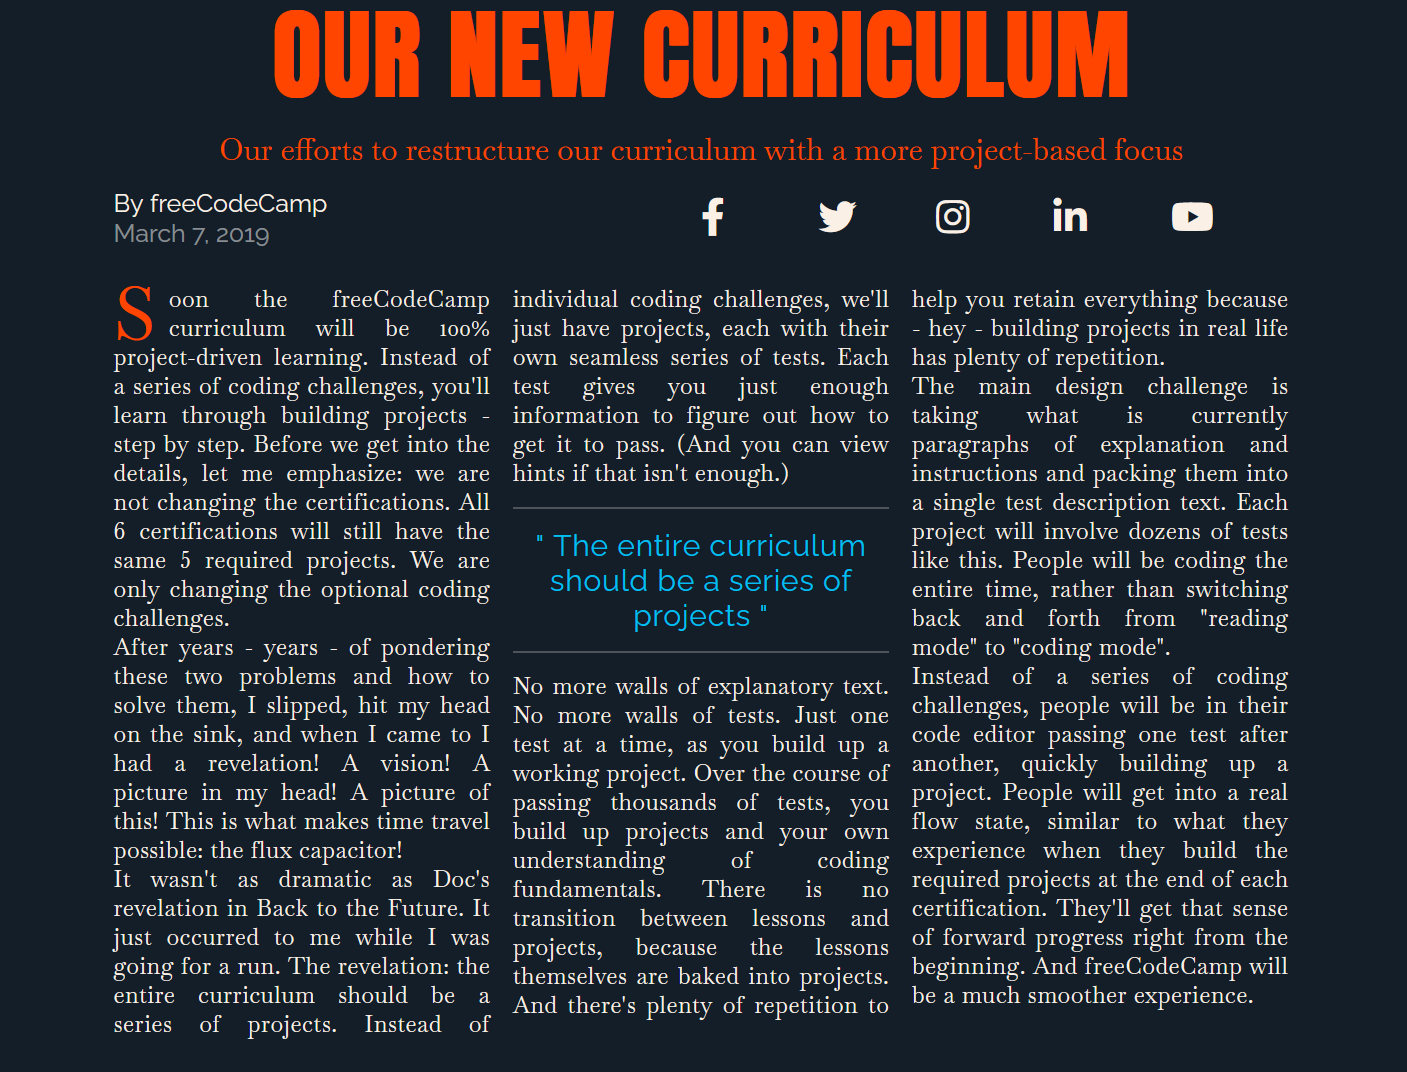 OUR NEW CURRICULUM
Our efforts to restructure our curriculum with a more project-based focus
By freeCodeCamp
March 7, 2019
Soon the freeCodeCamp
curriculum will be 100%
project-driven learning. Instead of
a series of coding challenges, you'll
learn through building projects -
step by step. Before we get into the
details, let me emphasize: we are
not changing the certifications. All
6 certifications will still have the
same 5 required projects. We are
only changing the optional coding
challenges.
After years - years - of pondering
these two problems and how to
solve them, I slipped, hit my head
on the sink, and when I came to I
had a revelation! A vision! A
picture in my head! A picture of
this! This is what makes time travel
possible: the flux capacitor!
It wasn't as dramatic as Doc's
revelation in Back to the Future. It
just occurred to me while I was
going for a run. The revelation: the
entire curriculum should be a
series of projects. Instead of
individual coding challenges, we'll
just have projects, each with their
own seamless series of tests. Each
test gives you just enough
information to figure out how to
get it to pass. (And you can view
hints if that isn't enough.)
" The entire curriculum
should be a series of
projects "
No more walls of explanatory text.
No more walls of tests. Just one
test at a time, as you build up a
working project. Over the course of
passing thousands of tests, you
build up projects and your own
understanding of coding
fundamentals. There is no
transition between lessons and
projects, because the lessons
themselves are baked into projects.
And there's plenty of repetition to
help you retain everything because
- hey - building projects in real life
has plenty of repetition.
The main design challenge is
taking what is currently
paragraphs of explanation and
instructions and packing them into
a single test description text. Each
project will involve dozens of tests
like this. People will be coding the
entire time, rather than switching
back and forth from "reading
mode" to "coding mode".
Instead of a series of coding
challenges, people will be in their
code editor passing one test after
another, quickly building up a
project. People will get into a real
flow state, similar to what they
experience when they build the
required projects at the end of each
certification. They'll get that sense
of forward progress right from the
beginning. And freeCodeCamp will
be a much smoother experience.